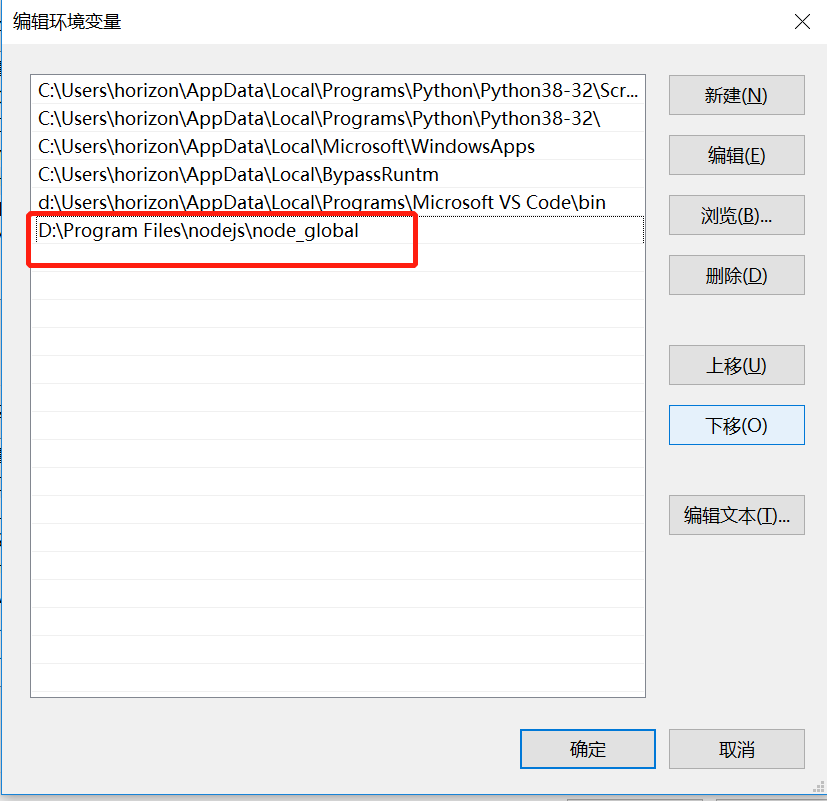 编辑环境变量
C:\Users\horizon\AppData\Local\Programs\Python\Python38-32\Scr...
C:\Users\horizon\AppData\Local\Programs\Python\Python38-32\
C:\Users\horizon\AppData\Local\Microsoft\WindowsApps
C:\Users\horizon\AppData\Local\BypassRuntm
d:\Users\horizon\AppData\Local\Programs\Microsoft VS Code\bin
D:\Program Files\nodejs\node_global
新建(N)
编辑(E)
浏览(B)...
删除(D)
上移(U)
下移(O)
编辑文本(T)...
确定
取消